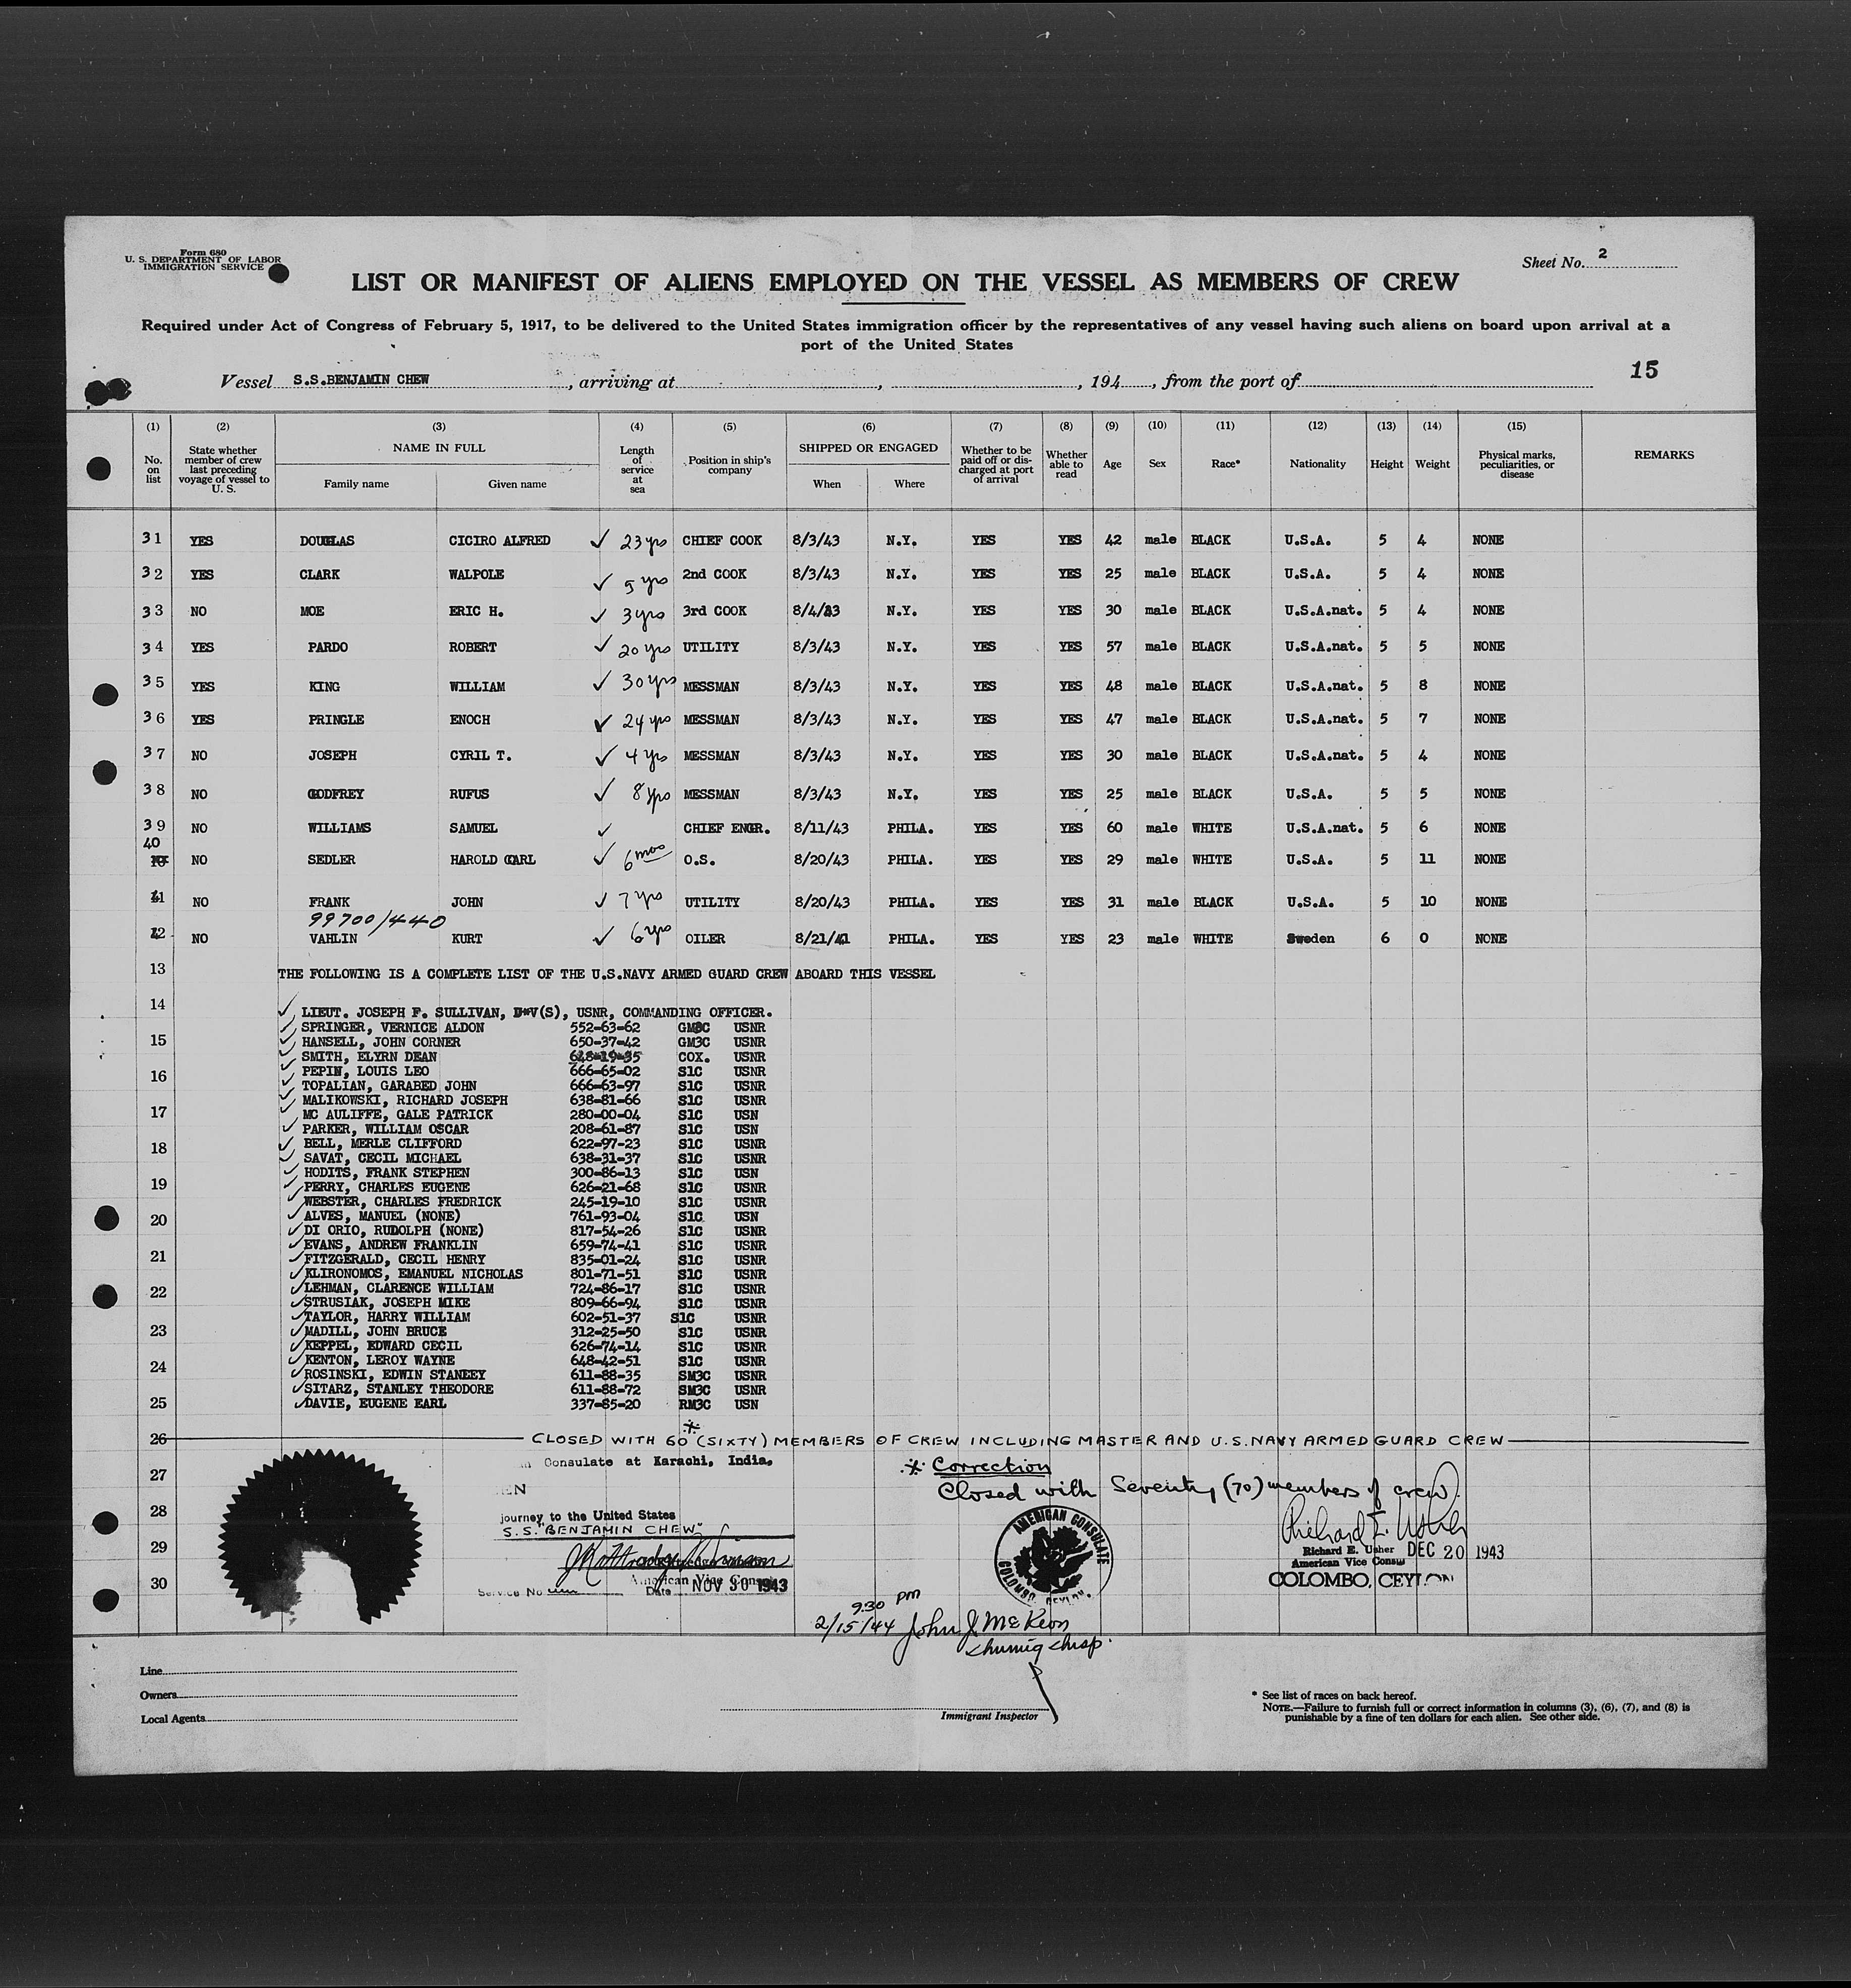 Form 680
U. S. DEPARTMENT OF LABOR
IMMIGRATION SERVICE
Sheet No. 2
LIST OR MANIFEST OF ALIENS EMPLOYED ON THE VESSEL AS MEMBERS OF CREW
Required under Act of Congress of February 5, 1917, to be delivered to the United States immigration officer by the representatives of any vessel having such aliens on board upon arrival at a
port of the United States
Vessel S.S.BENJAMIN CHEW, arriving at , , 194 , from the port of 15
(1) (2) (3) (4) (5) (6) (7) (8) (9) (10) (11) (12) (13) (14) (15)
No. on list State whether member of crew last preceding voyage of vessel to U. S. NAME IN FULL Family name Given name Length of service at sea Position in ship's company SHIPPED OR ENGAGED When Where Whether to be paid off or discharged at port of arrival Whether able to read Age Sex Race* Nationality Height Weight Physical marks, peculiarities, or disease REMARKS
31 YES DOUGLAS CICIRO ALFRED ✓ 23 yrs CHIEF COOK 8/3/43 N.Y. YES YES 42 male BLACK U.S.A. 5 4 NONE
32 YES CLARK WALPOLE ✓ 5 yrs 2nd COOK 8/3/43 N.Y. YES YES 25 male BLACK U.S.A. 5 4 NONE
33 NO MOE ERIC H. ✓ 3 yrs 3rd COOK 8/4/43 N.Y. YES YES 30 male BLACK U.S.A.nat. 5 4 NONE
34 YES PARDO ROBERT ✓ 20 yrs UTILITY 8/3/43 N.Y. YES YES 57 male BLACK U.S.A.nat. 5 5 NONE
35 YES KING WILLIAM ✓ 30 yrs MESSMAN 8/3/43 N.Y. YES YES 48 male BLACK U.S.A.nat. 5 8 NONE
36 YES PRINGLE ENOCH ✓ 24 yrs MESSMAN 8/3/43 N.Y. YES YES 47 male BLACK U.S.A.nat. 5 7 NONE
37 NO JOSEPH CYRIL T. ✓ 4 yrs MESSMAN 8/3/43 N.Y. YES YES 30 male BLACK U.S.A.nat. 5 4 NONE
38 NO GODFREY RUFUS ✓ 8 yrs MESSMAN 8/3/43 N.Y. YES YES 25 male BLACK U.S.A. 5 5 NONE
39 NO WILLIAMS SAMUEL ✓ CHIEF ENGR. 8/11/43 PHILA. YES YES 60 male WHITE U.S.A.nat. 5 6 NONE
40 NO SEDLER HAROLD CARL ✓ 6 mos O.S. 8/20/43 PHILA. YES YES 29 male WHITE U.S.A. 5 11 NONE
41 NO FRANK JOHN ✓ 7 yrs UTILITY 8/20/43 PHILA. YES YES 31 male BLACK U.S.A. 5 10 NONE
99700/440
42 NO VAHLIN KURT ✓ 6 yrs OILER 8/21/41 PHILA. YES YES 23 male WHITE Sweden 6 0 NONE
13 THE FOLLOWING IS A COMPLETE LIST OF THE U.S.NAVY ARMED GUARD CREW ABOARD THIS VESSEL
14 ✓ LIEUT. JOSEPH F. SULLIVAN, D-V(S), USNR, COMMANDING OFFICER.
✓ SPRINGER, VERNICE ALDON 552-63-62 GM3C USNR
15 ✓ HANSELL, JOHN CORNER 650-37-42 GM3C USNR
✓ SMITH, ELYRN DEAN 628-19-35 COX. USNR
16 ✓ PEPIN, LOUIS LEO 666-65-02 S1C USNR
✓ TOPALIAN, GARABED JOHN 666-63-97 S1C USNR
✓ MALIKOWSKI, RICHARD JOSEPH 638-81-66 S1C USNR
17 ✓ MC AULIFFE, GALE PATRICK 280-00-04 S1C USN
✓ PARKER, WILLIAM OSCAR 208-61-87 S1C USN
18 ✓ BELL, MERLE CLIFFORD 622-97-23 S1C USNR
✓ SAVAT, CECIL MICHAEL 638-31-37 S1C USNR
✓ HODITS, FRANK STEPHEN 300-86-13 S1C USN
19 ✓ PERRY, CHARLES EUGENE 626-21-68 S1C USNR
✓ WEBSTER, CHARLES FREDRICK 245-19-10 S1C USNR
20 ✓ ALVES, MANUEL (NONE) 761-93-04 S1C USN
✓ DI ORIO, RUDOLPH (NONE) 817-54-26 S1C USNR
✓ EVANS, ANDREW FRANKLIN 659-74-41 S1C USNR
21 ✓ FITZGERALD, CECIL HENRY 835-01-24 S1C USNR
✓ KLIRONOMOS, EMANUEL NICHOLAS 801-71-51 S1C USNR
22 ✓ LEHMAN, CLARENCE WILLIAM 724-86-17 S1C USNR
✓ STRUSIAK, JOSEPH MIKE 809-66-94 S1C USNR
✓ TAYLOR, HARRY WILLIAM 602-51-37 S1C USNR
23 ✓ MADILL, JOHN BRUCE 312-25-50 S1C USNR
✓ KEPPEL, EDWARD CECIL 626-74-14 S1C USNR
✓ KENTON, LEROY WAYNE 648-42-51 S1C USNR
24 ✓ ROSINSKI, EDWIN STANLEY 611-88-35 SM3C USNR
✓ SITARZ, STANLEY THEODORE 611-88-72 SM3C USNR
25 ✓ DAVIE, EUGENE EARL 337-85-20 RM3C USN
*
26 CLOSED WITH 60 (SIXTY) MEMBERS OF CREW INCLUDING MASTER AND U.S.NAVY ARMED GUARD CREW
Consulate at Karachi, India.
* Correction
27
Closed with Seventy (70) members of crew.
28 journey to the United States
S.S. "BENJAMIN CHEW"
AMERICAN CONSULATE
COLOMBO, CEYLON.
29 Richard E. Usher DEC 20 1943
American Vice Consul
30 American Vice Consul
COLOMBO, CEYLON
Service No Date NOV 30 1943
9:30 pm
2/15/44 John J. McKeon
Line
Owners
Local Agents
Immigrant Inspector
* See list of races on back hereof.
NOTE.—Failure to furnish full or correct information in columns (3), (6), (7), and (8) is
punishable by a fine of ten dollars for each alien. See other side.